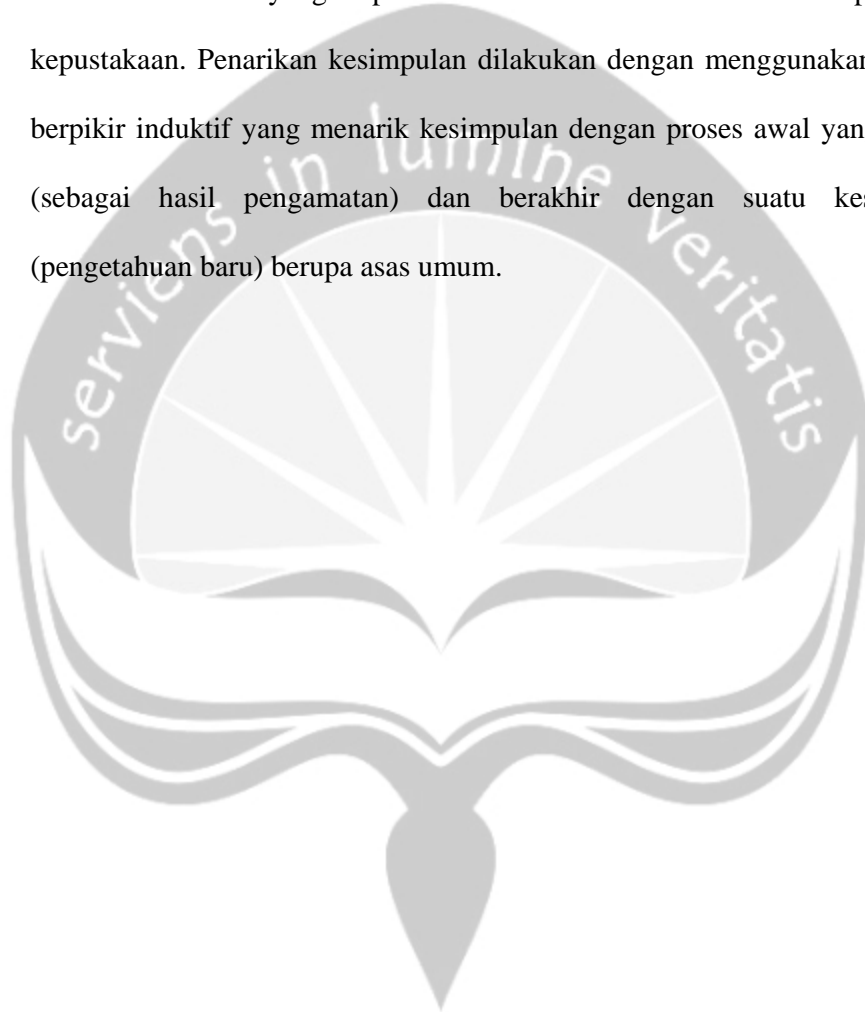 kepustakaan. Penarikan kesimpulan dilakukan dengan menggunakan
berpikir induktif yang menarik kesimpulan dengan proses awal yan
(sebagai hasil pengamatan) dan berakhir dengan suatu kes
(pengetahuan baru) berupa asas umum.
serviens in lumine veritatis